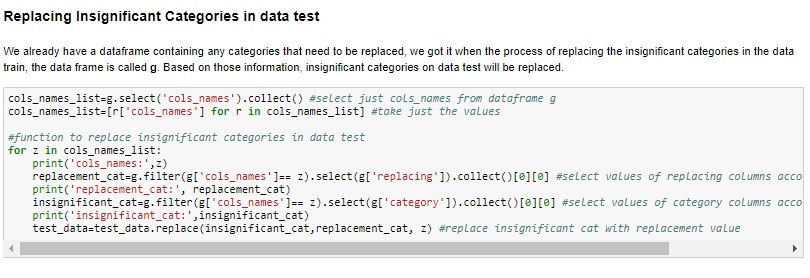 Replacing Insignificant Categories in data test
We already have a dataframe containing any categories that need to be replaced, we got it when the process of replacing the insignificant categories in the data
train, the data frame is called g. Based on those information, insignificant categories on data test will be replaced.
cols_names_list=g.select('cols_names').collect() #select just cols_names from dataframe g
cols_names_list=[r['cols_names'] for r in cols_names_list] #take just the values
#function to replace insignificant categories in data test
for z in cols_names_list:
    print('cols_names:',z)
    replacement_cat=g.filter(g['cols_names']== z).select(g['replacing']).collect()[0][0] #select values of replacing columns acco
    print('replacement_cat:', replacement_cat)
    insignificant_cat=g.filter(g['cols_names']== z).select(g['category']).collect()[0][0] #select values of category columns acco
    print('insignificant_cat:',insignificant_cat)
    test_data=test_data.replace(insignificant_cat,replacement_cat, z) #replace insignificant cat with replacement value